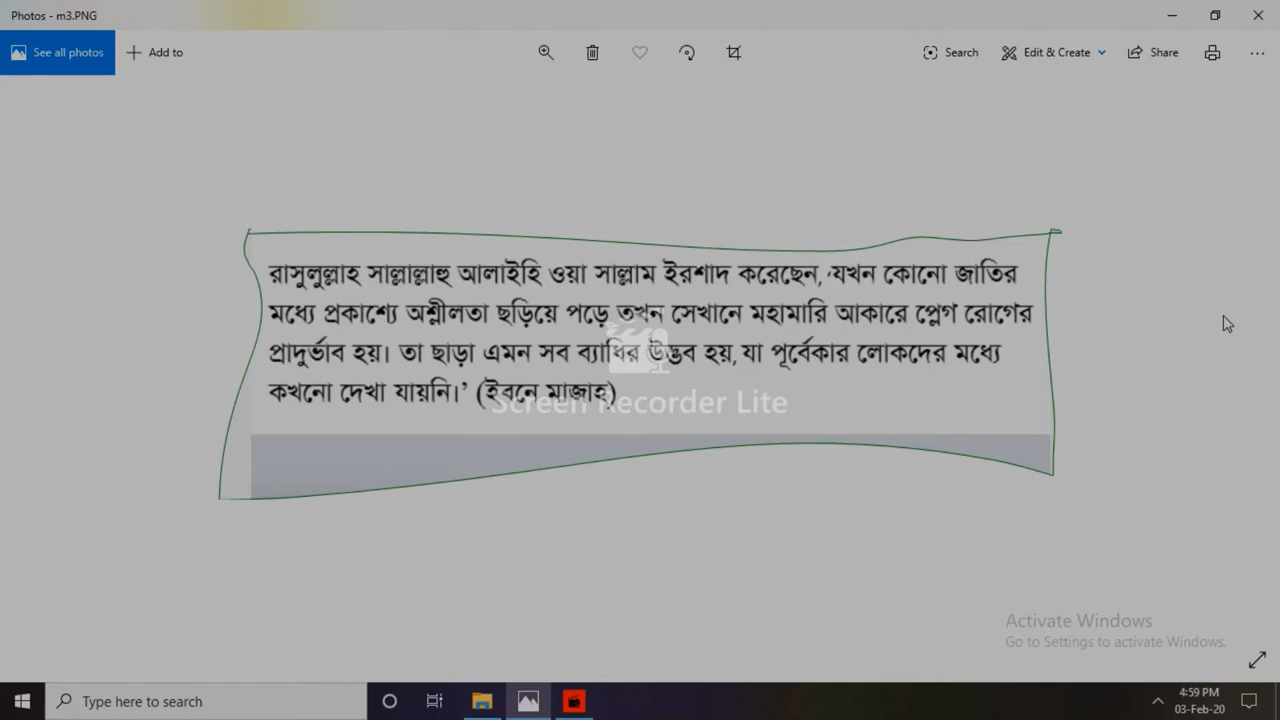 Photos - m3.PNG
See all photos
Add to
Search
Edit & Create
Share
রাসুলুল্লাহ সাল্লাল্লাহু আলাইহি ওয়া সাল্লাম ইরশাদ করেছেন, ‘যখন কোনো জাতির
মধ্যে প্রকাশ্যে অশ্লীলতা ছড়িয়ে পড়ে তখন সেখানে মহামারি আকারে প্লেগ রোগের
প্রাদুর্ভাব হয়। তা ছাড়া এমন সব ব্যাধির উদ্ভব হয়, যা পূর্বেকার লোকদের মধ্যে
কখনো দেখা যায়নি।’ (ইবনে মাজাহ)
Screen Recorder Lite
Activate Windows
Go to Settings to activate Windows.
Type here to search
4:59 PM
03-Feb-20